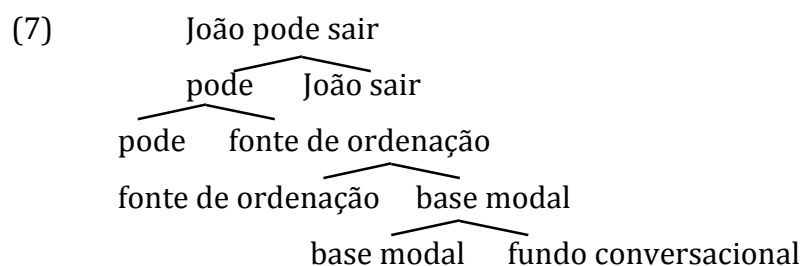 (7) João pode sair
pode João sair
pode fonte de ordenação
fonte de ordenação base modal
base modal fundo conversacional